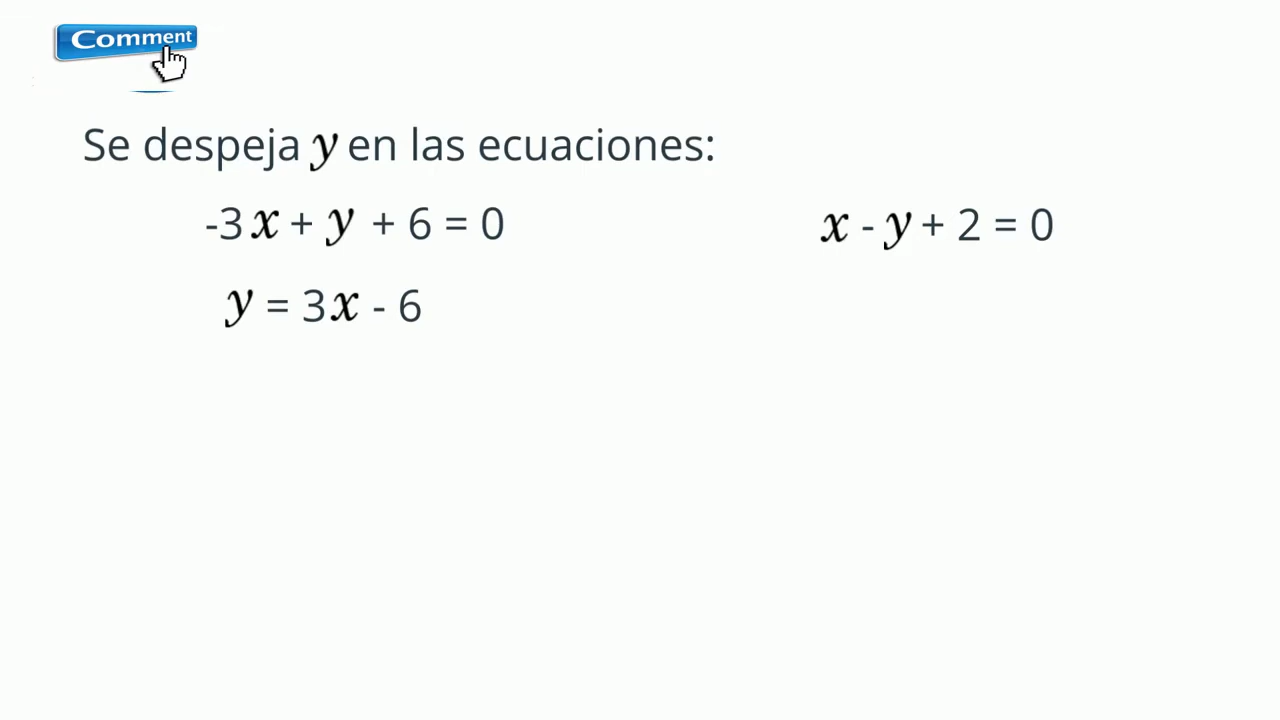 Comment
Se despeja y en las ecuaciones:
-3x + y + 6 = 0
x - y + 2 = 0
y = 3x - 6